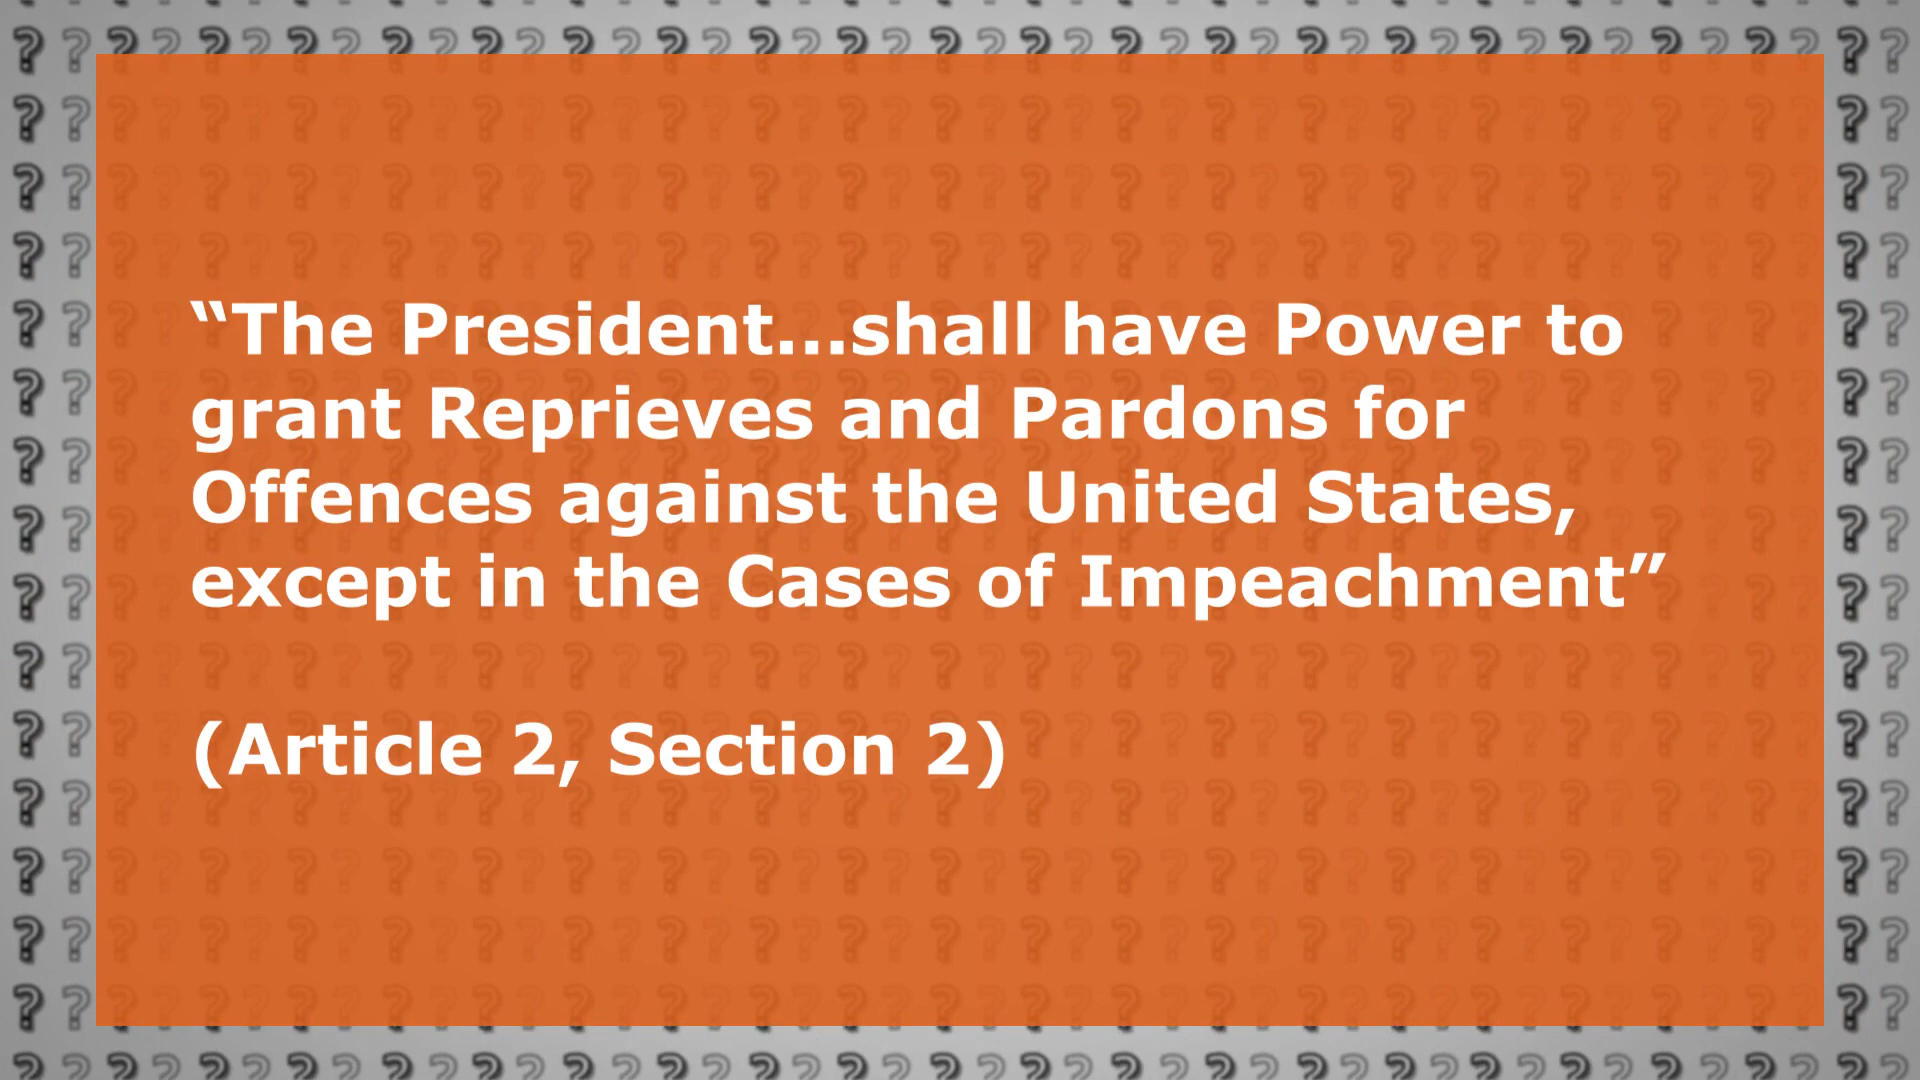 “The President...shall have Power to
grant Reprieves and Pardons for
Offences against the United States,
except in the Cases of Impeachment”
(Article 2, Section 2)